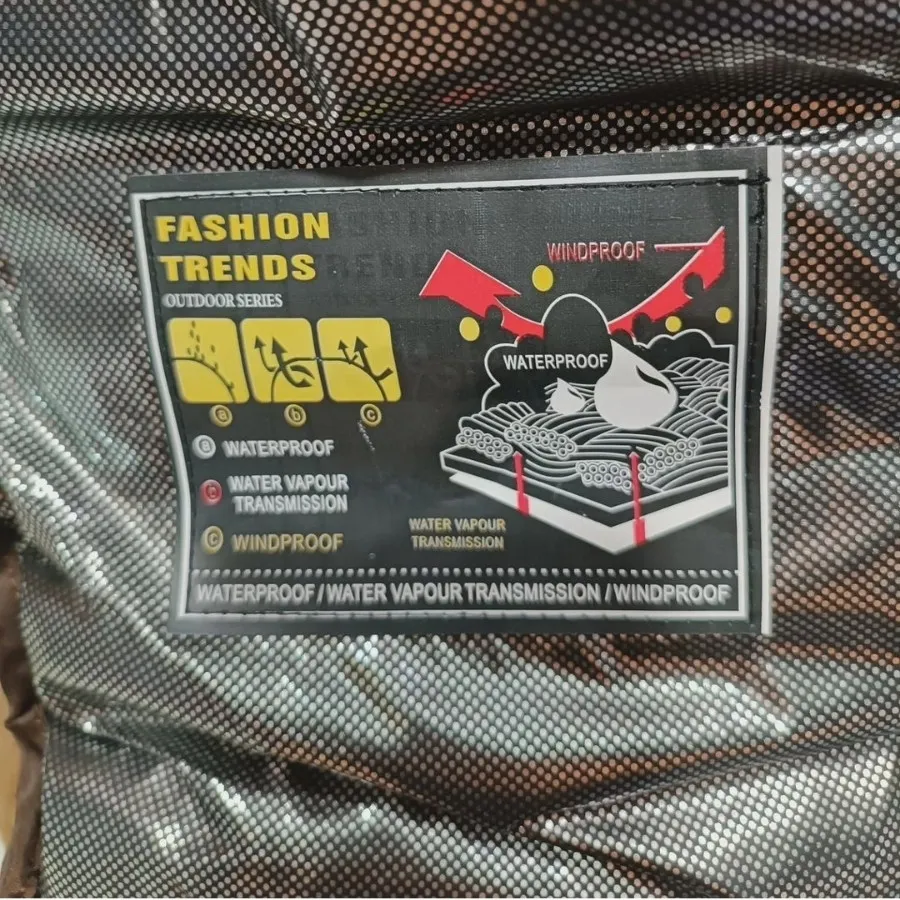 FASHION
TRENDS
OUTDOOR SERIES
a b c
a WATERPROOF
c WATER VAPOUR
TRANSMISSION
c WINDPROOF
WINDPROOF
WATERPROOF
WATER VAPOUR
TRANSMISSION
WATERPROOF / WATER VAPOUR TRANSMISSION / WINDPROOF